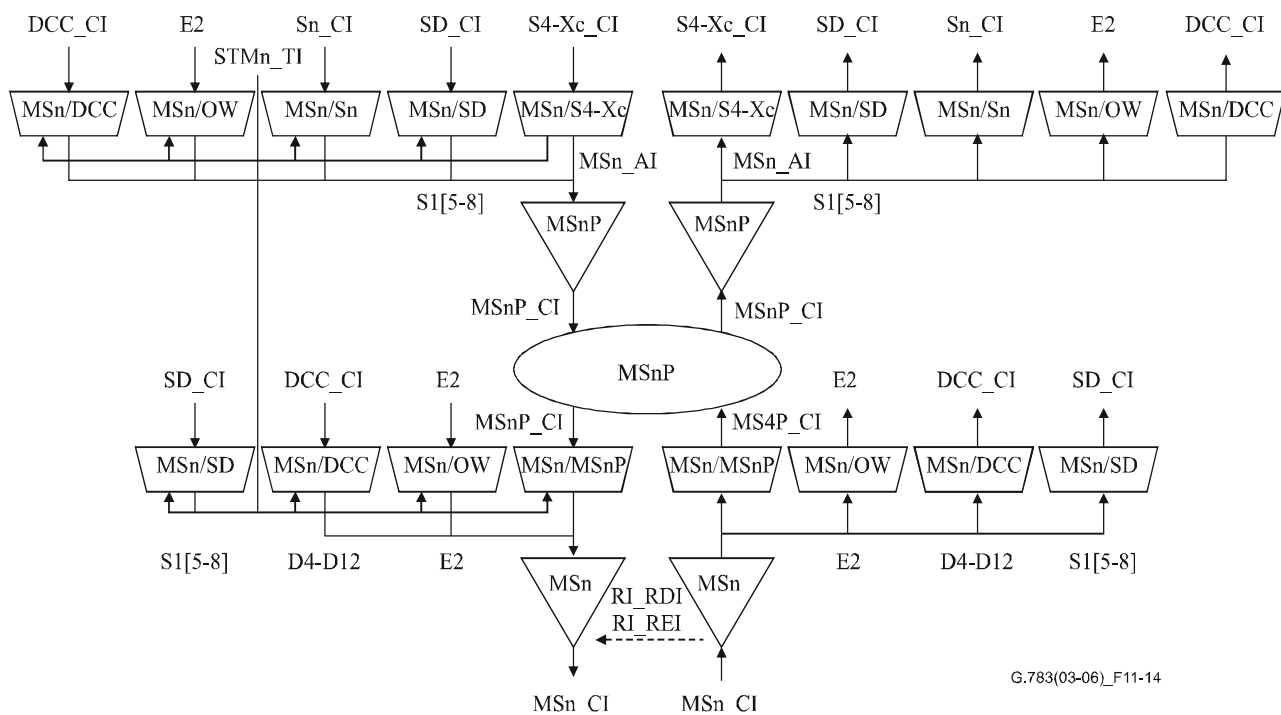 DCC_CI E2 Sn_CI SD_CI S4-Xc_CI S4-Xc_CI SD_CI Sn_CI E2 DCC_CI
STMn_TI
MSn/DCC MSn/OW MSn/Sn MSn/SD MSn/S4-Xc MSn/S4-Xc MSn/SD MSn/Sn MSn/OW MSn/DCC
MSn_AI MSn_AI
S1[5-8] S1[5-8]
MSnP MSnP
MSnP_CI MSnP_CI
MSnP
SD_CI DCC_CI E2 E2 DCC_CI SD_CI
MSnP_CI MS4P_CI
MSn/SD MSn/DCC MSn/OW MSn/MSnP MSn/MSnP MSn/OW MSn/DCC MSn/SD
S1[5-8] D4-D12 E2 E2 D4-D12 S1[5-8]
MSn MSn
RI_RDI
RI_REI
MSn_CI MSn_CI
G.783(03-06)_F11-14